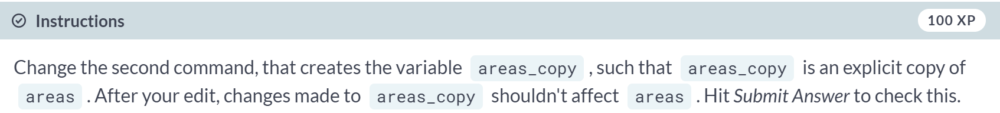 Instructions
100 XP
Change the second command, that creates the variable areas_copy , such that areas_copy is an explicit copy of
areas . After your edit, changes made to areas_copy shouldn't affect areas . Hit Submit Answer to check this.